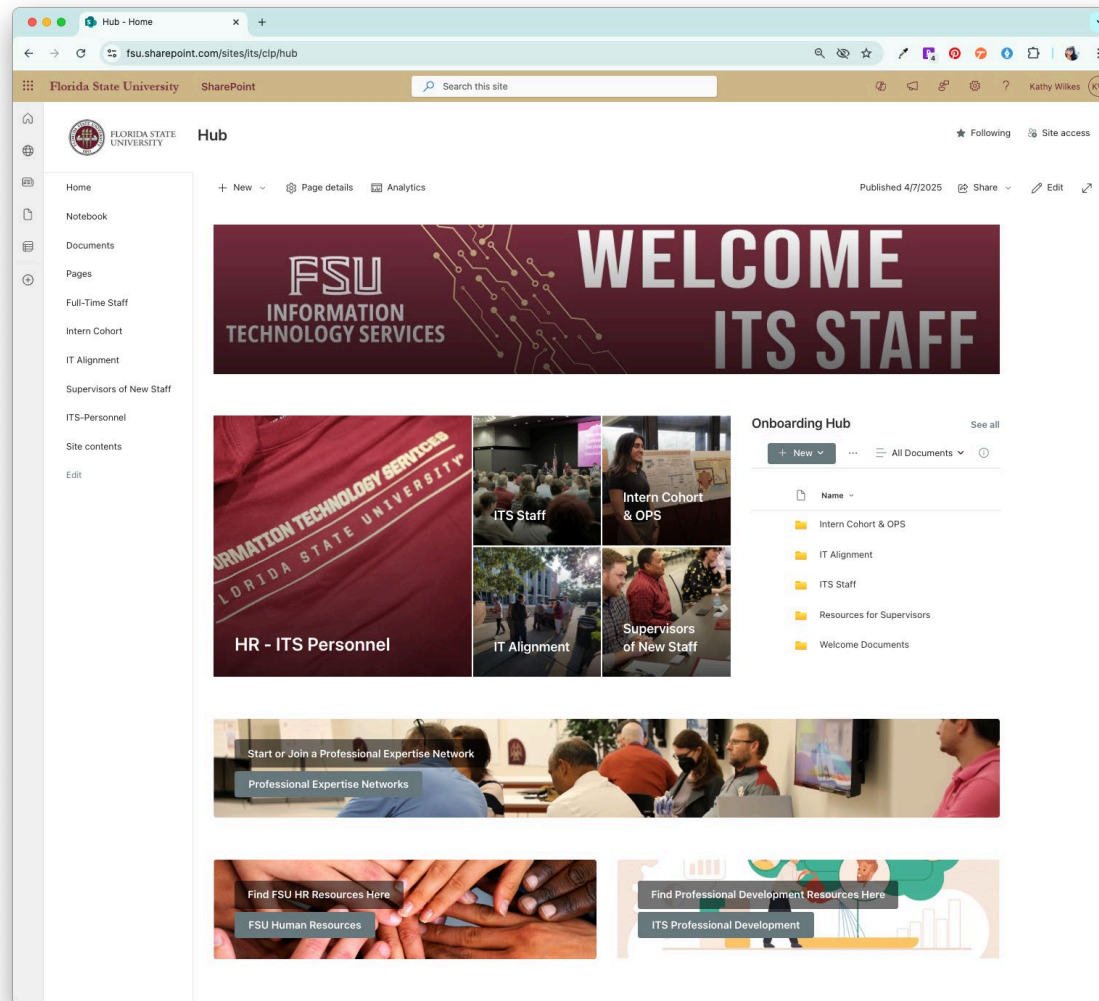 Hub - Home
fsu.sharepoint.com/sites/its/clp/hub
Florida State University
SharePoint
Search this site
Kathy Wilkes
FLORIDA STATE
UNIVERSITY
Hub
Following
Site access
Home
Notebook
Documents
Pages
Full-Time Staff
Intern Cohort
IT Alignment
Supervisors of New Staff
ITS-Personnel
Site contents
Edit
+ New
Page details
Analytics
Published 4/7/2025
Share
Edit
FSU
INFORMATION
TECHNOLOGY SERVICES
WELCOME
ITS STAFF
ORMATION TECHNOLOGY SERVICES
LORIDA STATE UNIVERSITY
HR - ITS Personnel
ITS Staff
Intern Cohort
& OPS
IT Alignment
Supervisors
of New Staff
Onboarding Hub
See all
+ New
...
All Documents
Name
Intern Cohort & OPS
IT Alignment
ITS Staff
Resources for Supervisors
Welcome Documents
Start or Join a Professional Expertise Network
Professional Expertise Networks
Find FSU HR Resources Here
FSU Human Resources
Find Professional Development Resources Here
ITS Professional Development